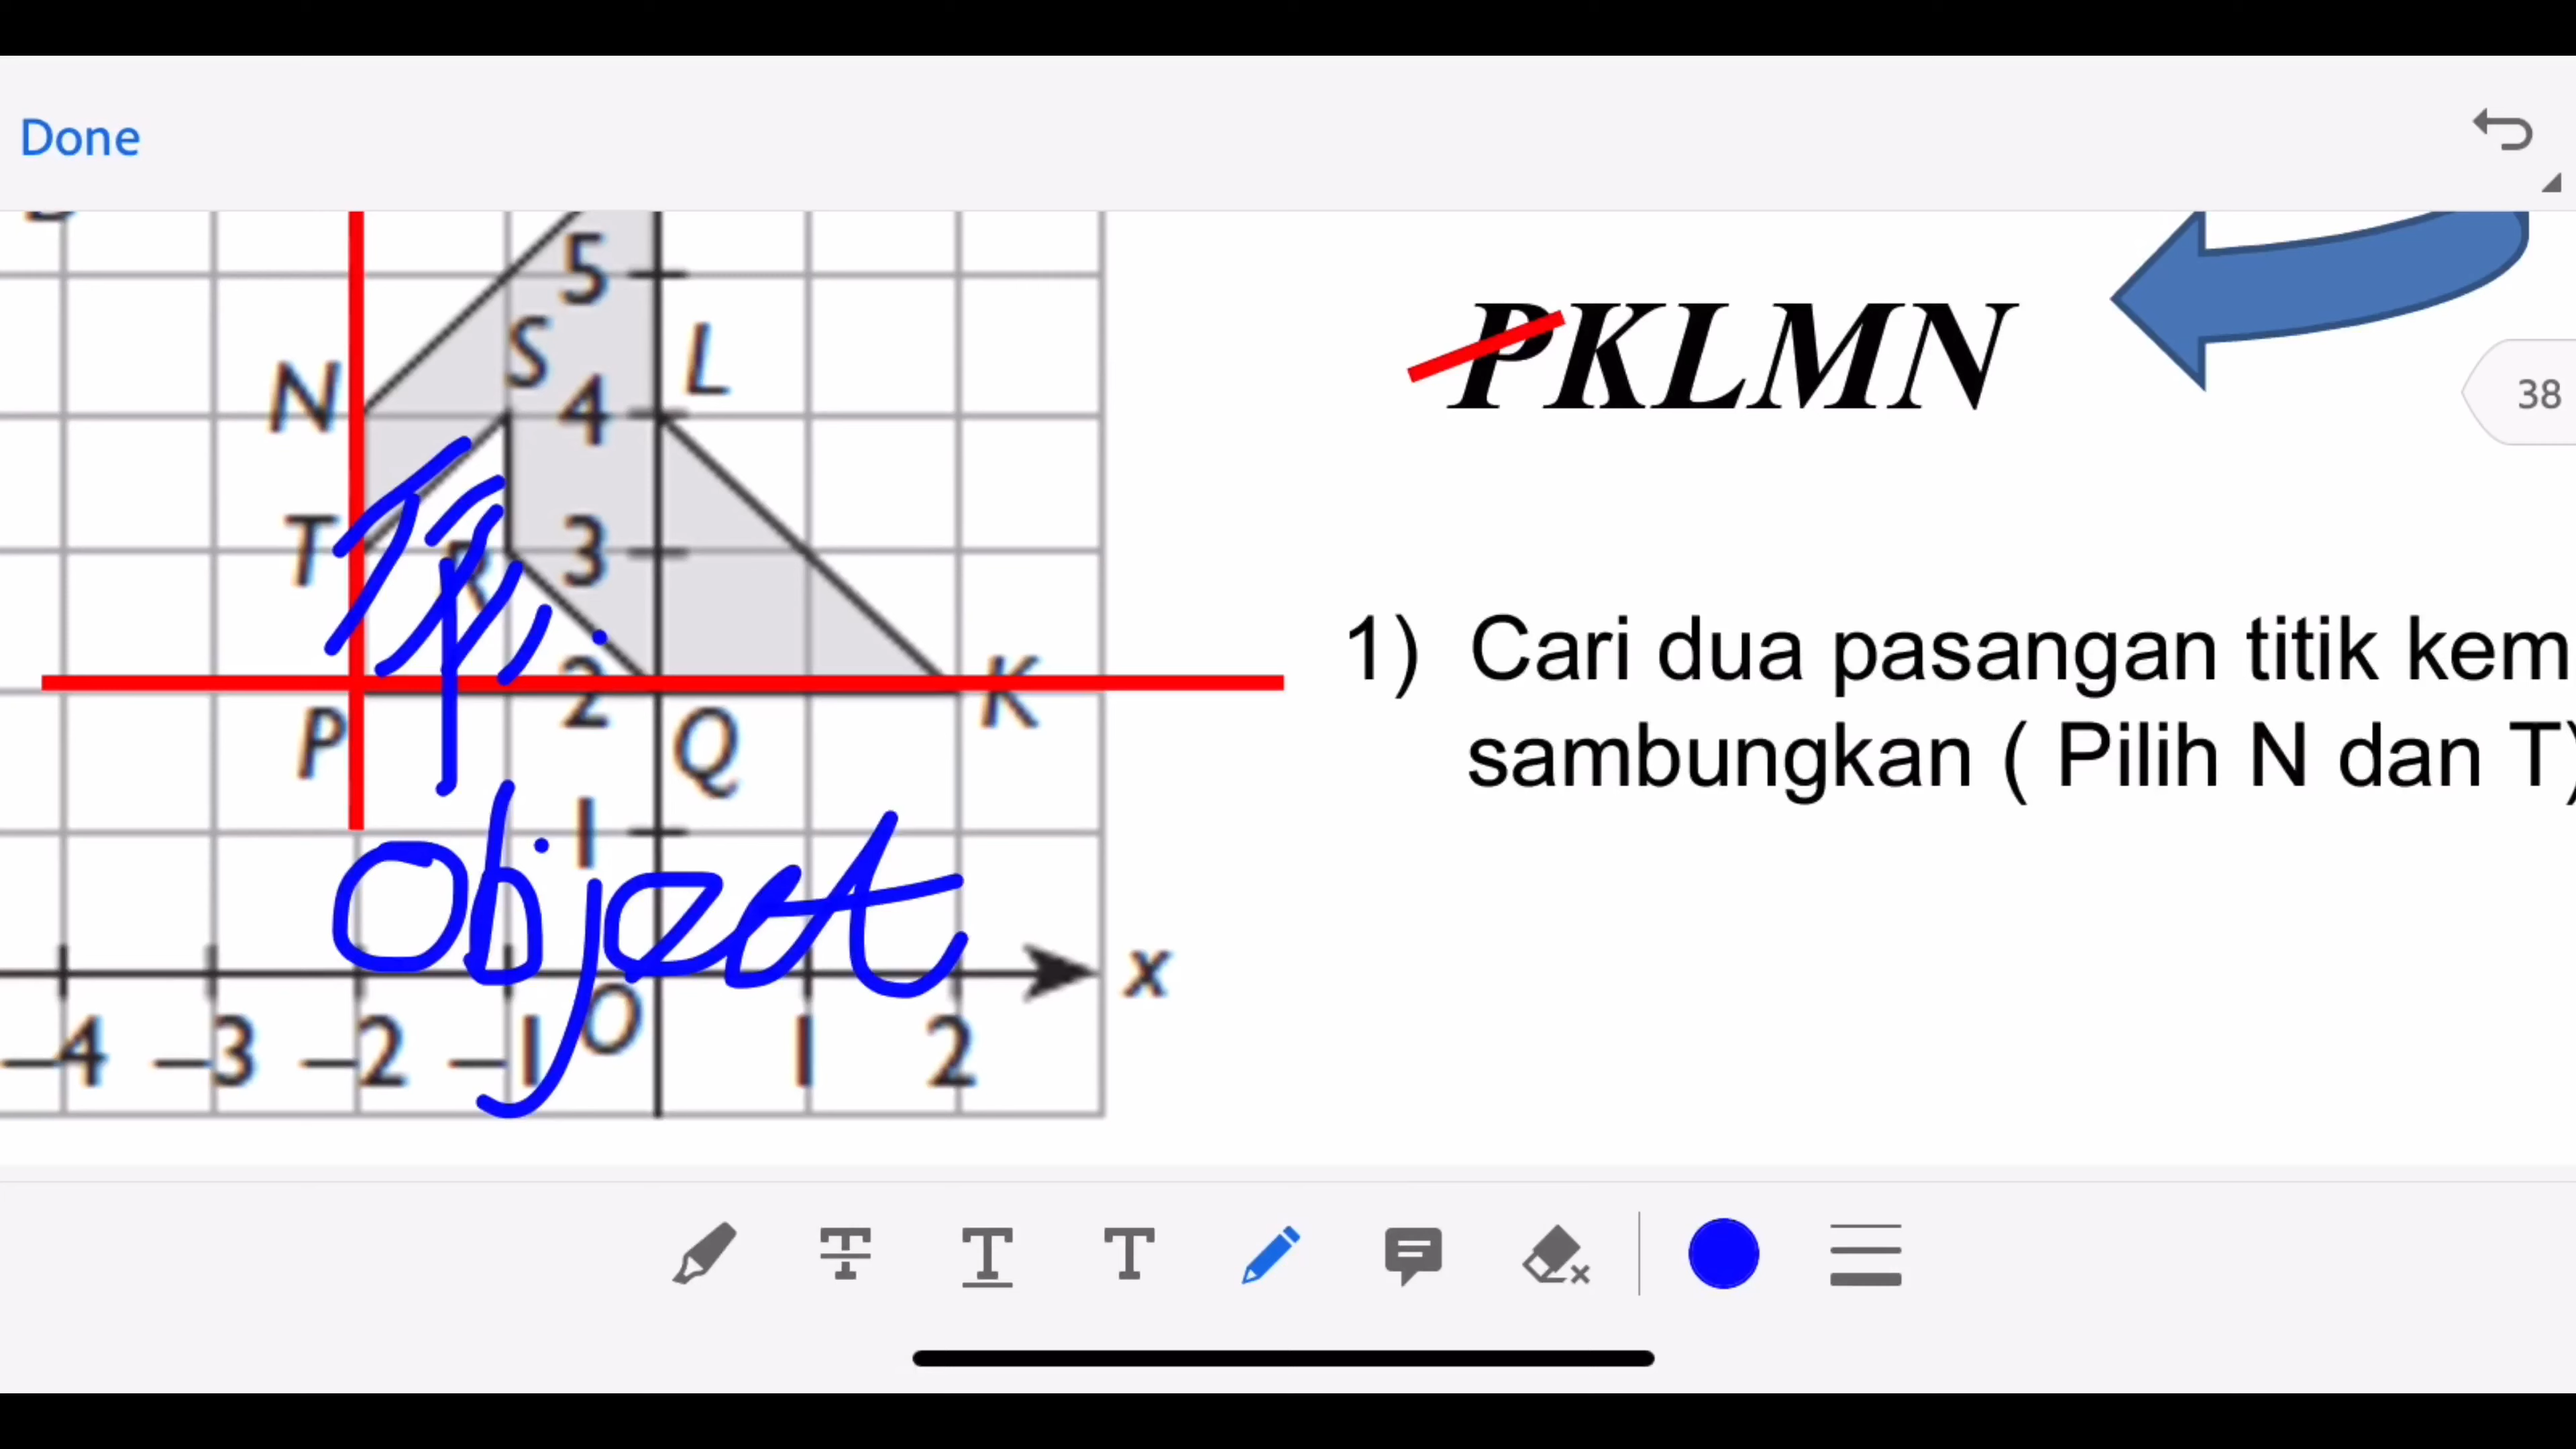 Done
5
S
L
PKLMN
N
4
38
T
R
3
1) Cari dua pasangan titik kem
2
K
P
Q
sambungkan ( Pilih N dan T)
1
object
x
O
–4 –3 –2 –1 1 2
T T T T